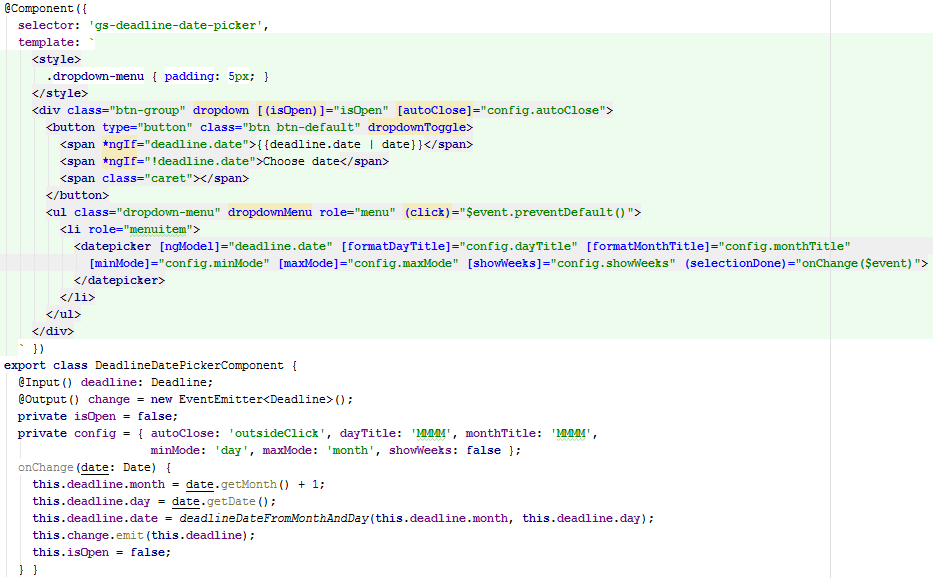 @Component({
  selector: 'gs-deadline-date-picker',
  template: `
    <style>
      .dropdown-menu { padding: 5px; }
    </style>
    <div class="btn-group" dropdown [(isOpen)]="isOpen" [autoClose]="config.autoClose">
      <button type="button" class="btn btn-default" dropdownToggle>
        <span *ngIf="deadline.date">{{deadline.date | date}}</span>
        <span *ngIf="!deadline.date">Choose date</span>
        <span class="caret"></span>
      </button>
      <ul class="dropdown-menu" dropdownMenu role="menu" (click)="$event.preventDefault()">
        <li role="menuitem">
          <datepicker [ngModel]="deadline.date" [formatDayTitle]="config.dayTitle" [formatMonthTitle]="config.monthTitle"
            [minMode]="config.minMode" [maxMode]="config.maxMode" [showWeeks]="config.showWeeks" (selectionDone)="onChange($event)">
          </datepicker>
        </li>
      </ul>
    </div>
  ` })
export class DeadlineDatePickerComponent {
  @Input() deadline: Deadline;
  @Output() change = new EventEmitter<Deadline>();
  private isOpen = false;
  private config = { autoClose: 'outsideClick', dayTitle: 'MMMM', monthTitle: 'MMMM',
                     minMode: 'day', maxMode: 'month', showWeeks: false };
  onChange(date: Date) {
    this.deadline.month = date.getMonth() + 1;
    this.deadline.day = date.getDate();
    this.deadline.date = deadlineDateFromMonthAndDay(this.deadline.month, this.deadline.day);
    this.change.emit(this.deadline);
    this.isOpen = false;
  } }